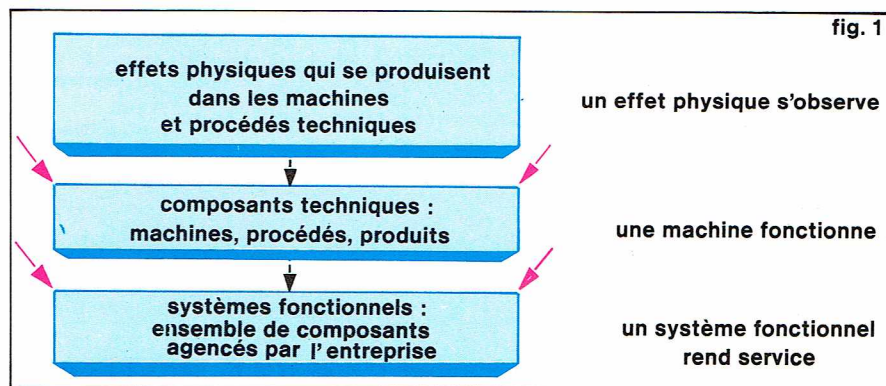 fig. 1
effets physiques qui se produisent
dans les machines
et procédés techniques
un effet physique s'observe
composants techniques :
machines, procédés, produits
une machine fonctionne
systèmes fonctionnels :
ensemble de composants
agencés par l'entreprise
un système fonctionnel
rend service